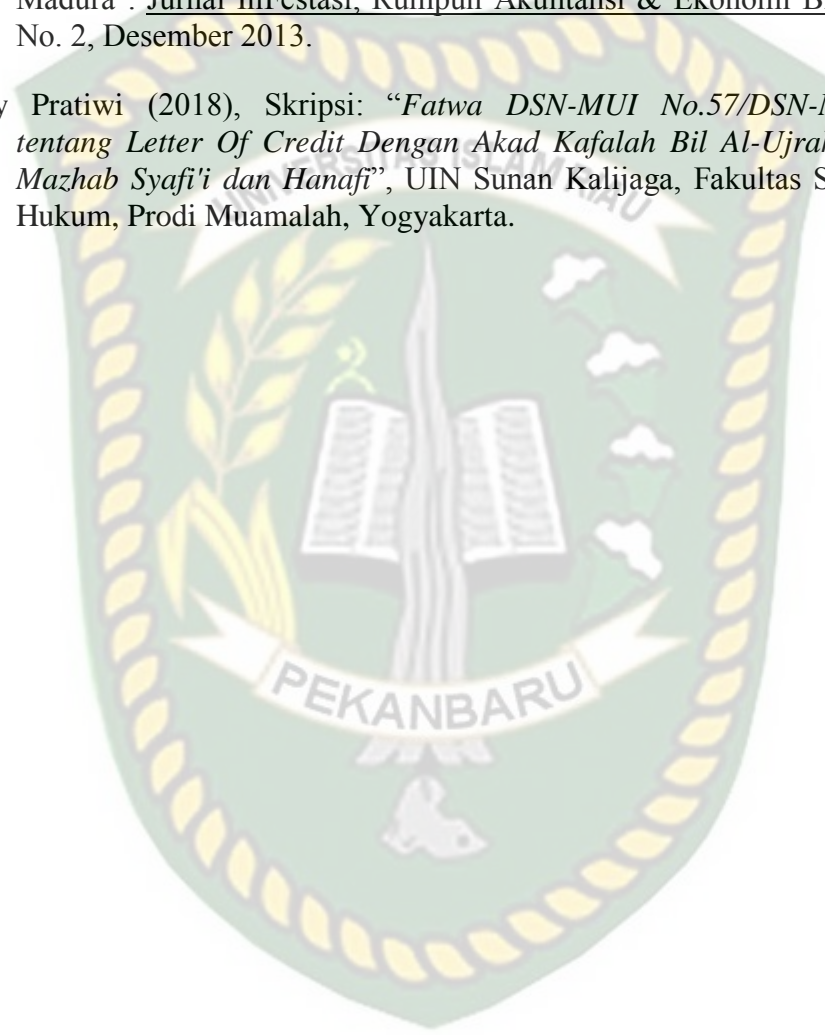 Madura : Jurnal InFestasi, Rumpun Akuntansi & Ekonomi B
No. 2, Desember 2013.
y Pratiwi (2018), Skripsi: “Fatwa DSN-MUI No.57/DSN-
tentang Letter Of Credit Dengan Akad Kafalah Bil Al-Ujrah
Mazhab Syafi'i dan Hanafi”, UIN Sunan Kalijaga, Fakultas S
Hukum, Prodi Muamalah, Yogyakarta.
UNIVERSITAS ISLAM RIAU
PEKANBARU